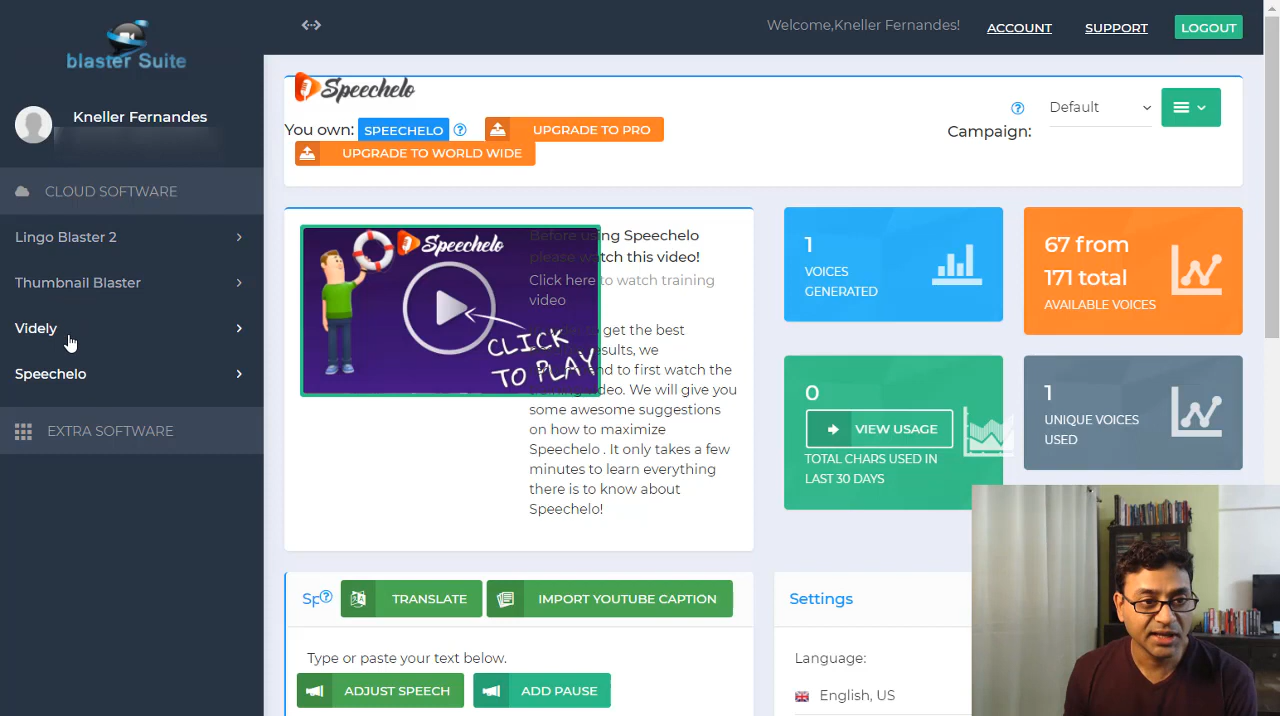 blaster Suite
Welcome,Kneller Fernandes!
ACCOUNT
SUPPORT
LOGOUT
Kneller Fernandes
CLOUD SOFTWARE
Lingo Blaster 2
Thumbnail Blaster
Videly
Speechelo
EXTRA SOFTWARE
Speechelo
You own: SPEECHELO ? UPGRADE TO PRO
UPGRADE TO WORLD WIDE
?
Campaign:
Default
Speechelo
CLICK
TO PLAY
Before using Speechelo
please watch this video!
Click here to watch training
video
get the best
results, we
to first watch the
video. We will give you
some awesome suggestions
on how to maximize
Speechelo . It only takes a few
minutes to learn everything
there is to know about
Speechelo!
1
VOICES
GENERATED
67 from
171 total
AVAILABLE VOICES
0
VIEW USAGE
TOTAL CHARS USED IN
LAST 30 DAYS
1
UNIQUE VOICES
USED
Sp ? TRANSLATE IMPORT YOUTUBE CAPTION
Type or paste your text below.
ADJUST SPEECH ADD PAUSE
Settings
Language:
English, US